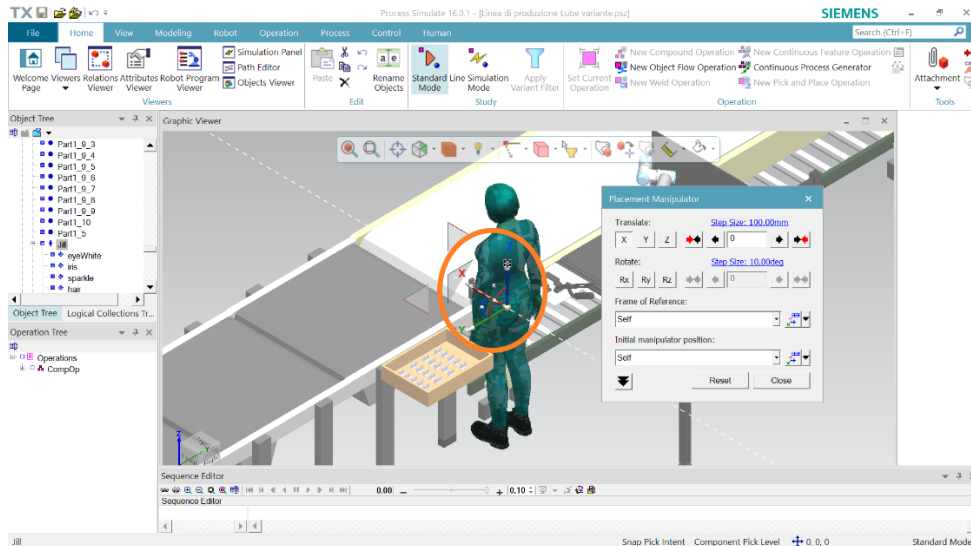 TX
Process Simulate 16.0.1 - [Linea di produzione Lube variante.psz]
SIEMENS
File Home View Modeling Robot Operation Process Control Human
Search (Ctrl+F)
Welcome Page
Viewers
Relations Viewer
Attributes Viewer
Robot Program Viewer
Simulation Panel
Path Editor
Objects Viewer
Viewers
Paste
Rename Objects
Edit
Standard Mode
Line Simulation Mode
Apply Variant Filter
Study
Set Current Operation
New Compound Operation
New Object Flow Operation
New Weld Operation
New Continuous Feature Operation
Continuous Process Generator
New Pick and Place Operation
Operation
Attachment
Tools
Object Tree
Part1_9_3
Part1_9_4
Part1_9_5
Part1_9_6
Part1_9_7
Part1_9_8
Part1_9_9
Part1_10
Part1_5
Jill
eyeWhite
iris
sparkle
hair
Object Tree Logical Collections Tr...
Operation Tree
Operations
CompOp
Graphic Viewer
X
Y
Z
Placement Manipulator
Translate: Step Size: 100.00mm
X Y Z 0
Rotate: Step Size: 10.00deg
Rx Ry Rz 0
Frame of Reference:
Self
Initial manipulator position:
Self
Reset Close
Z
Y
Sequence Editor
0.00 0.10
Sequence Editor
Jill
Snap Pick Intent Component Pick Level 0, 0, 0 Standard Mode